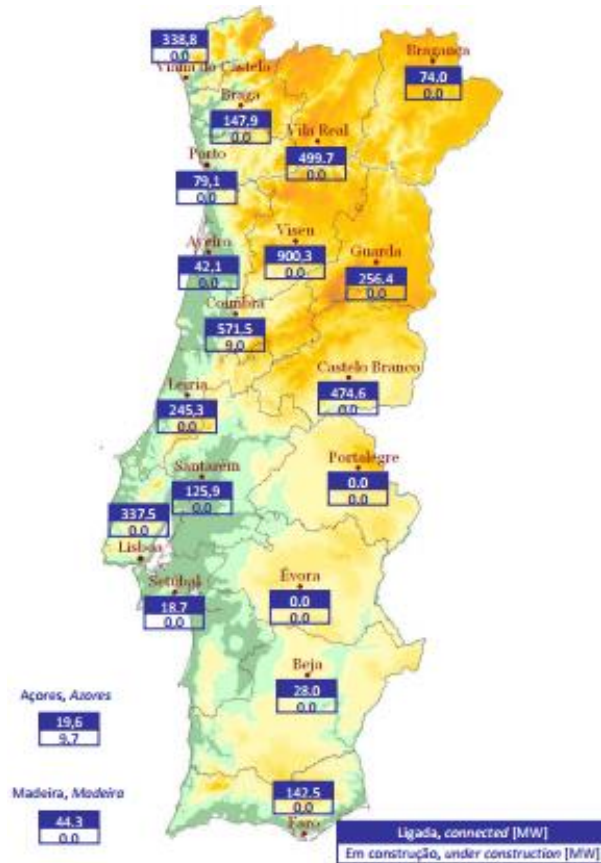 338,8
0.0
Viana do Castelo
Bragança
74.0
0.0
Braga
147,9
0.0
Vila Real
499.7
0.0
Porto
79,1
0.0
Viseu
900,3
0.0
Guarda
256.4
0.0
Aveiro
42,1
0.0
Coimbra
571.5
9.0
Castelo Branco
474.6
0.0
Leiria
245,3
0.0
Portalegre
0.0
0.0
Santarém
125,9
0.0
337.5
0.0
Lisboa
Setúbal
18.7
0.0
Évora
0.0
0.0
Beja
28.0
0.0
Açores, Azores
19,6
9.7
Madeira, Madeira
44.3
0.0
142.5
0.0
Faro
Ligada, connected [MW]
Em construção, under construction [MW]